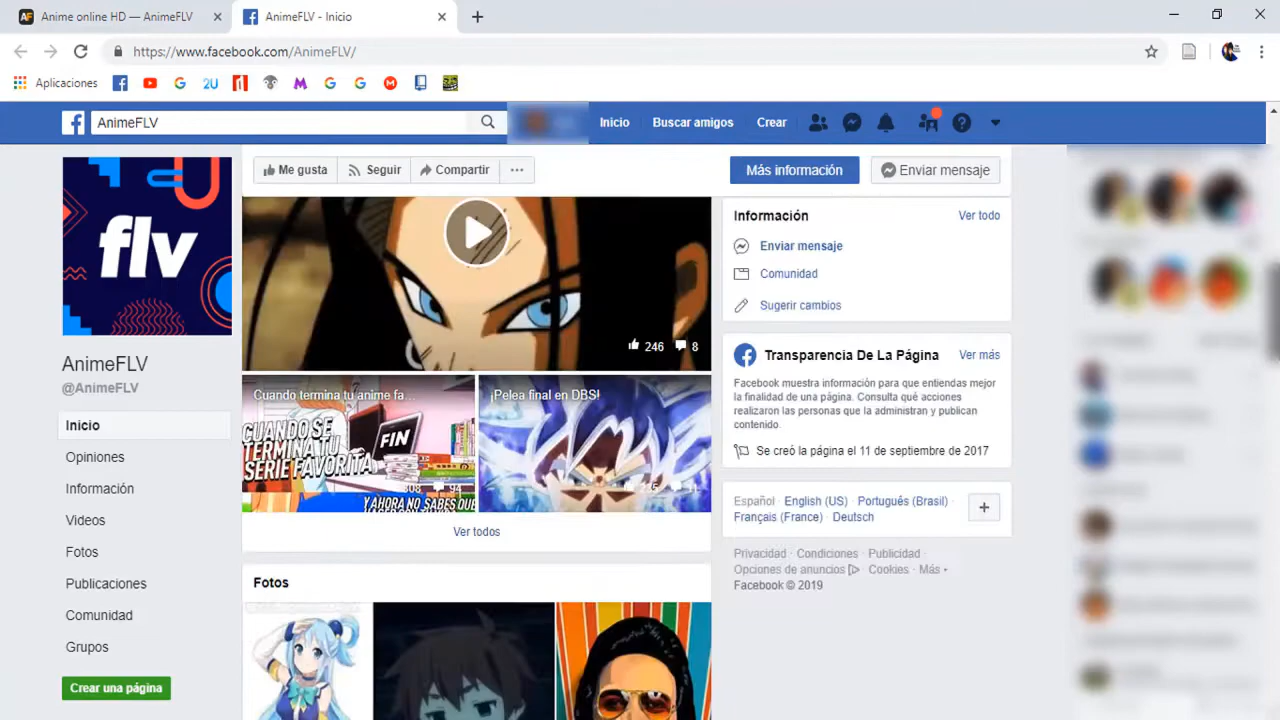 Anime online HD — AnimeFLV
AnimeFLV - Inicio
https://www.facebook.com/AnimeFLV/
Aplicaciones
AnimeFLV
Inicio
Buscar amigos
Crear
flv
AnimeFLV
@AnimeFLV
Inicio
Opiniones
Información
Videos
Fotos
Publicaciones
Comunidad
Grupos
Crear una página
Me gusta
Seguir
Compartir
Más información
Enviar mensaje
246
8
Cuando termina tu anime fa...
CUANDO SE
TERMINA TU
SERIE FAVORITA
FIN
Y AHORA NO SABES QUE
¡Pelea final en DBS!
Ver todos
Fotos
Información
Ver todo
Enviar mensaje
Comunidad
Sugerir cambios
Transparencia De La Página
Ver más
Facebook muestra información para que entiendas mejor
la finalidad de una página. Consulta qué acciones
realizaron las personas que la administran y publican
contenido.
Se creó la página el 11 de septiembre de 2017
Español · English (US) · Português (Brasil) ·
Français (France) · Deutsch
Privacidad · Condiciones · Publicidad ·
Opciones de anuncios · Cookies · Más
Facebook © 2019